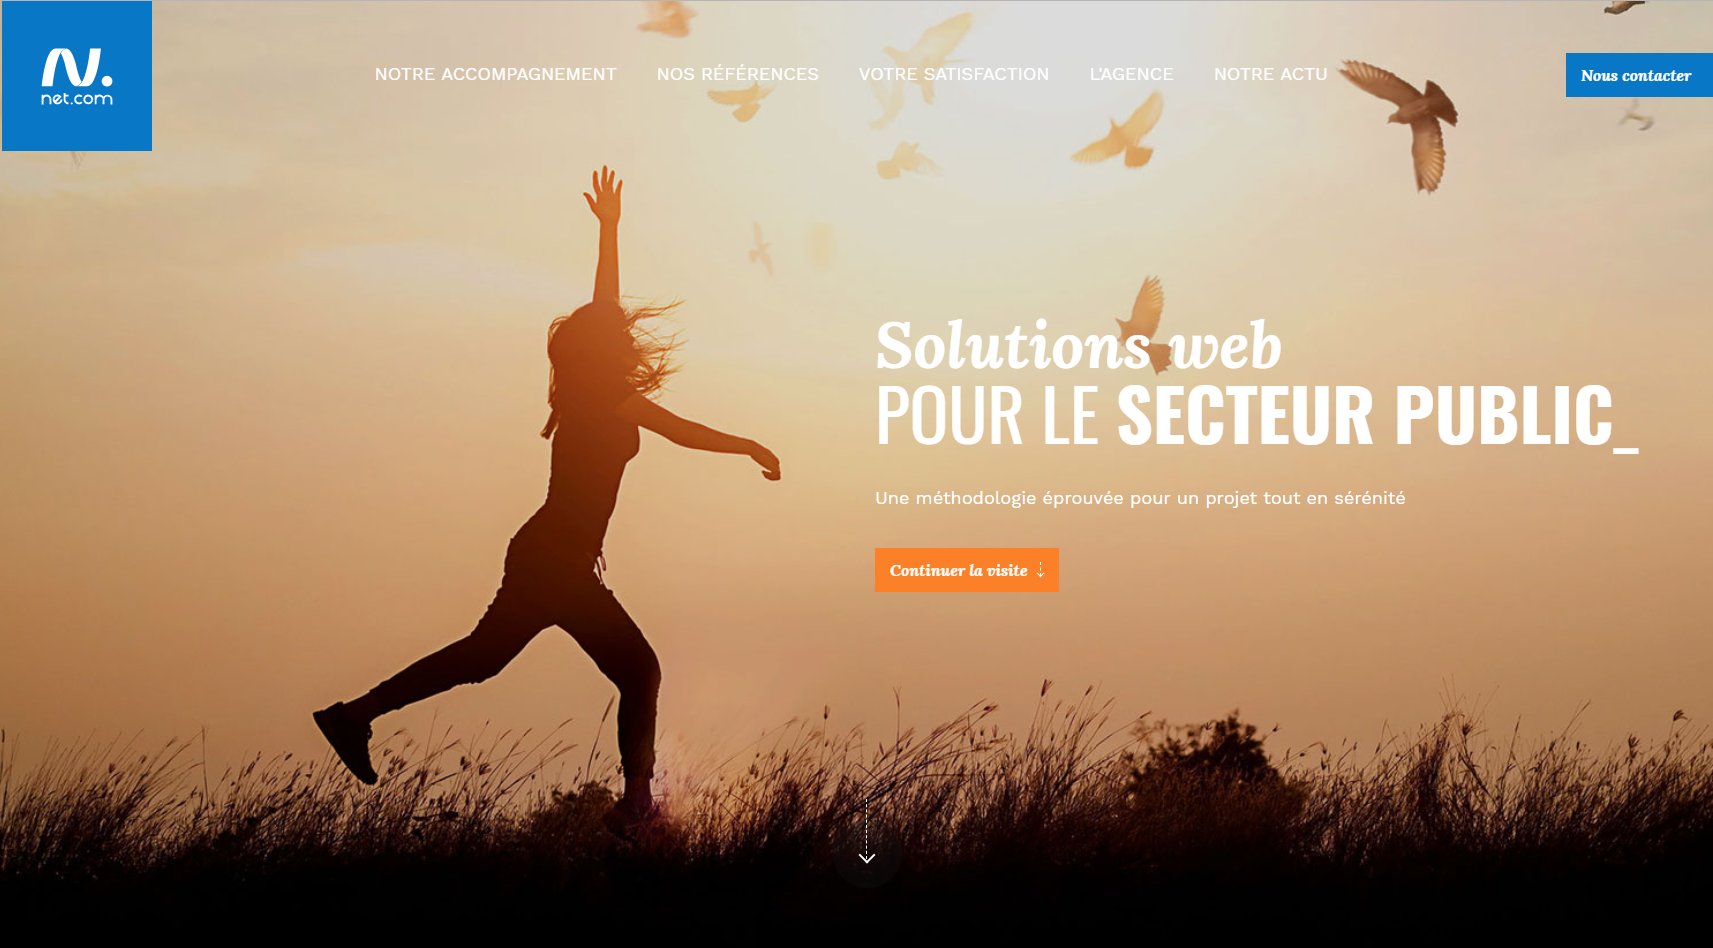 N.
net.com
NOTRE ACCOMPAGNEMENT
NOS RÉFÉRENCES
VOTRE SATISFACTION
L'AGENCE
NOTRE ACTU
Nous contacter
Solutions web
POUR LE SECTEUR PUBLIC_
Une méthodologie éprouvée pour un projet tout en sérénité
Continuer la visite